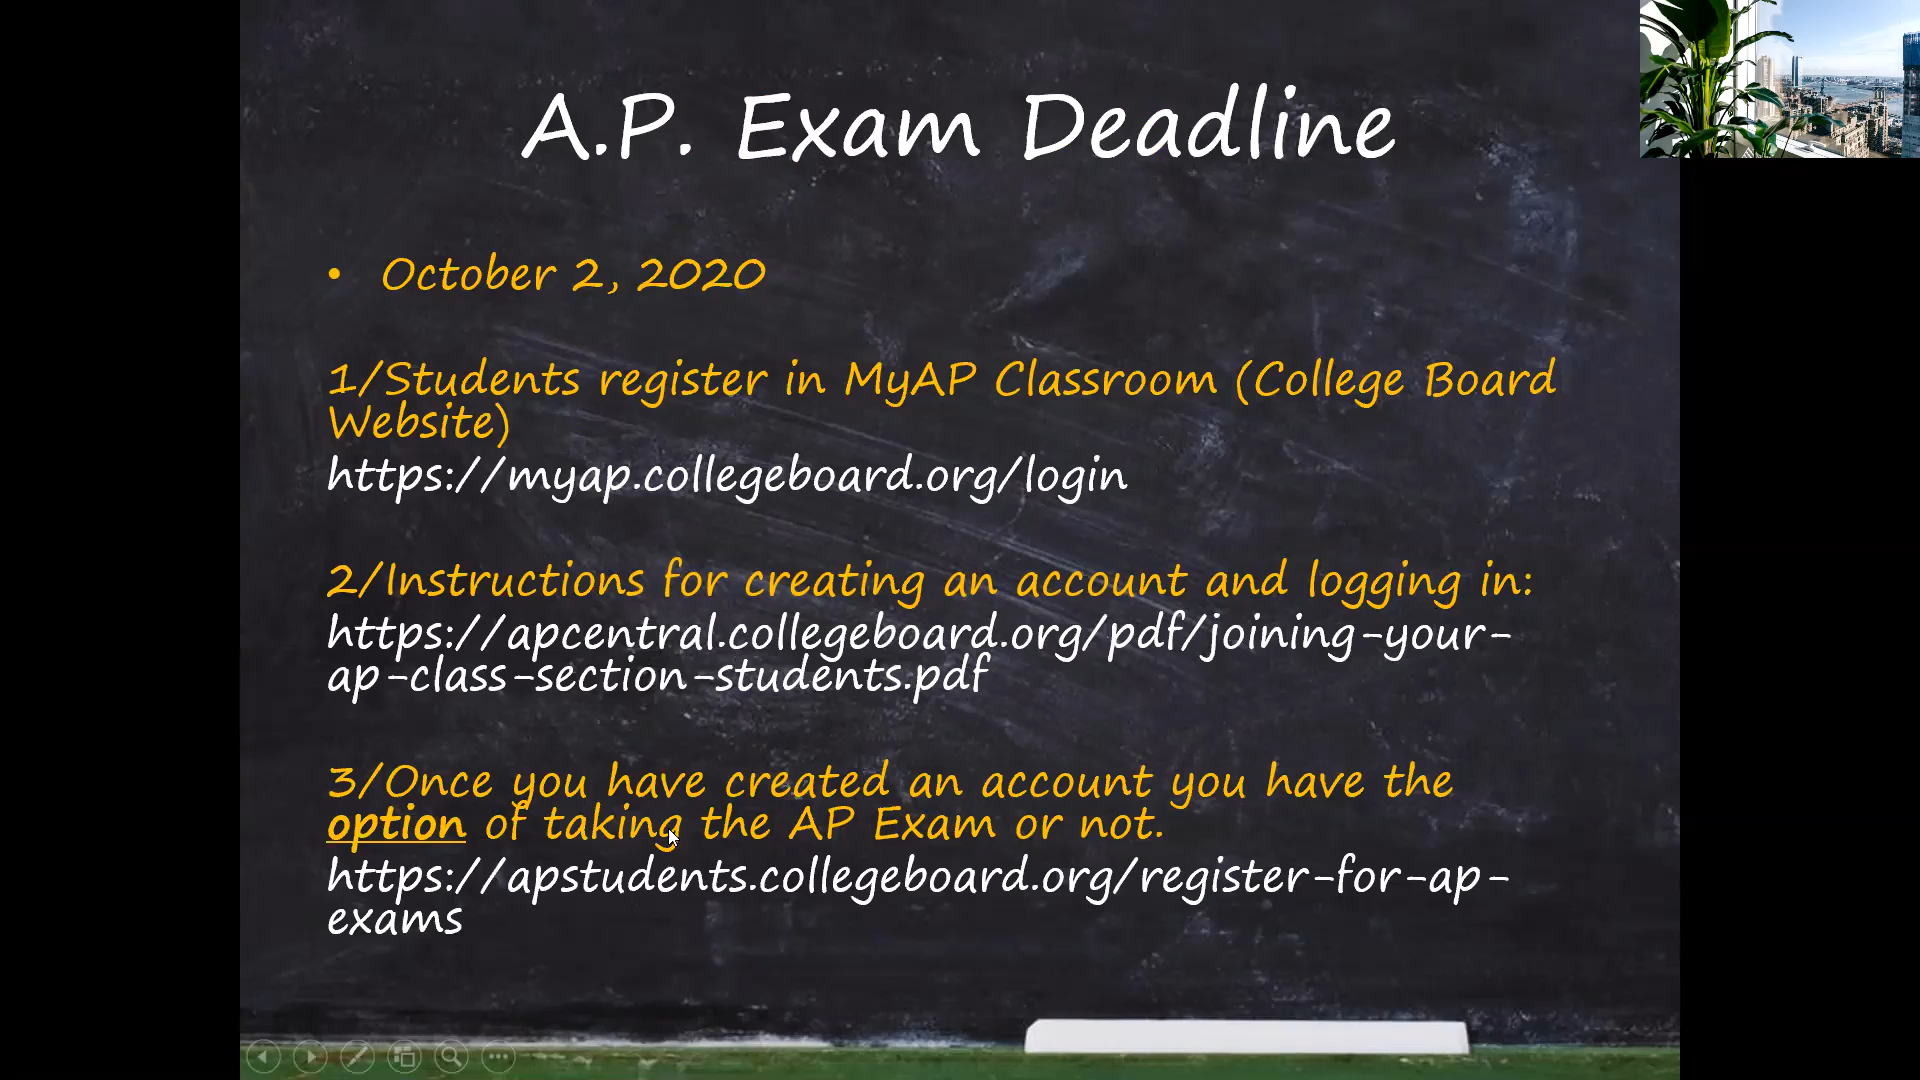 A.P. Exam Deadline
• October 2, 2020
1/Students register in MyAP Classroom (College Board
Website)
https://myap.collegeboard.org/login
2/Instructions for creating an account and logging in:
https://apcentral.collegeboard.org/pdf/joining-your-
ap-class-section-students.pdf
3/Once you have created an account you have the
option of taking the AP Exam or not.
https://apstudents.collegeboard.org/register-for-ap-
exams